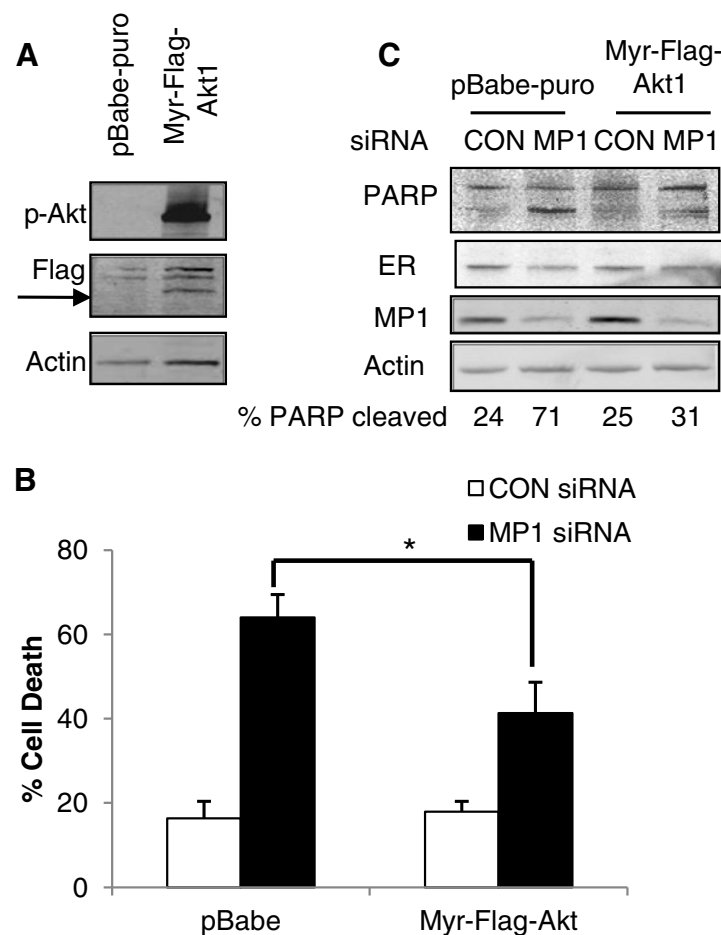 A
pBabe-puro
Myr-Flag-
Akt1
p-Akt
Flag
Actin
C
pBabe-puro
Myr-Flag-
Akt1
siRNA CON MP1 CON MP1
PARP
ER
MP1
Actin
% PARP cleaved 24 71 25 31
B
CON siRNA
MP1 siRNA
*
% Cell Death
80
60
40
20
0
pBabe
Myr-Flag-Akt